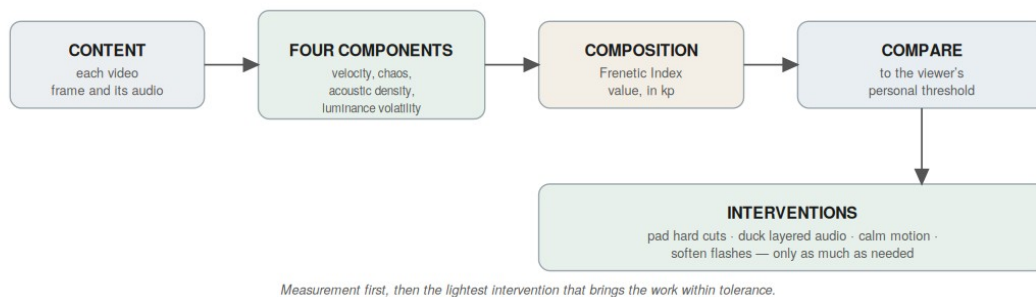 CONTENT
each video
frame and its audio
FOUR COMPONENTS
velocity, chaos,
acoustic density,
luminance volatility
COMPOSITION
Frenetic Index
value, in kp
COMPARE
to the viewer's
personal threshold
INTERVENTIONS
pad hard cuts · duck layered audio · calm motion ·
soften flashes — only as much as needed
Measurement first, then the lightest intervention that brings the work within tolerance.